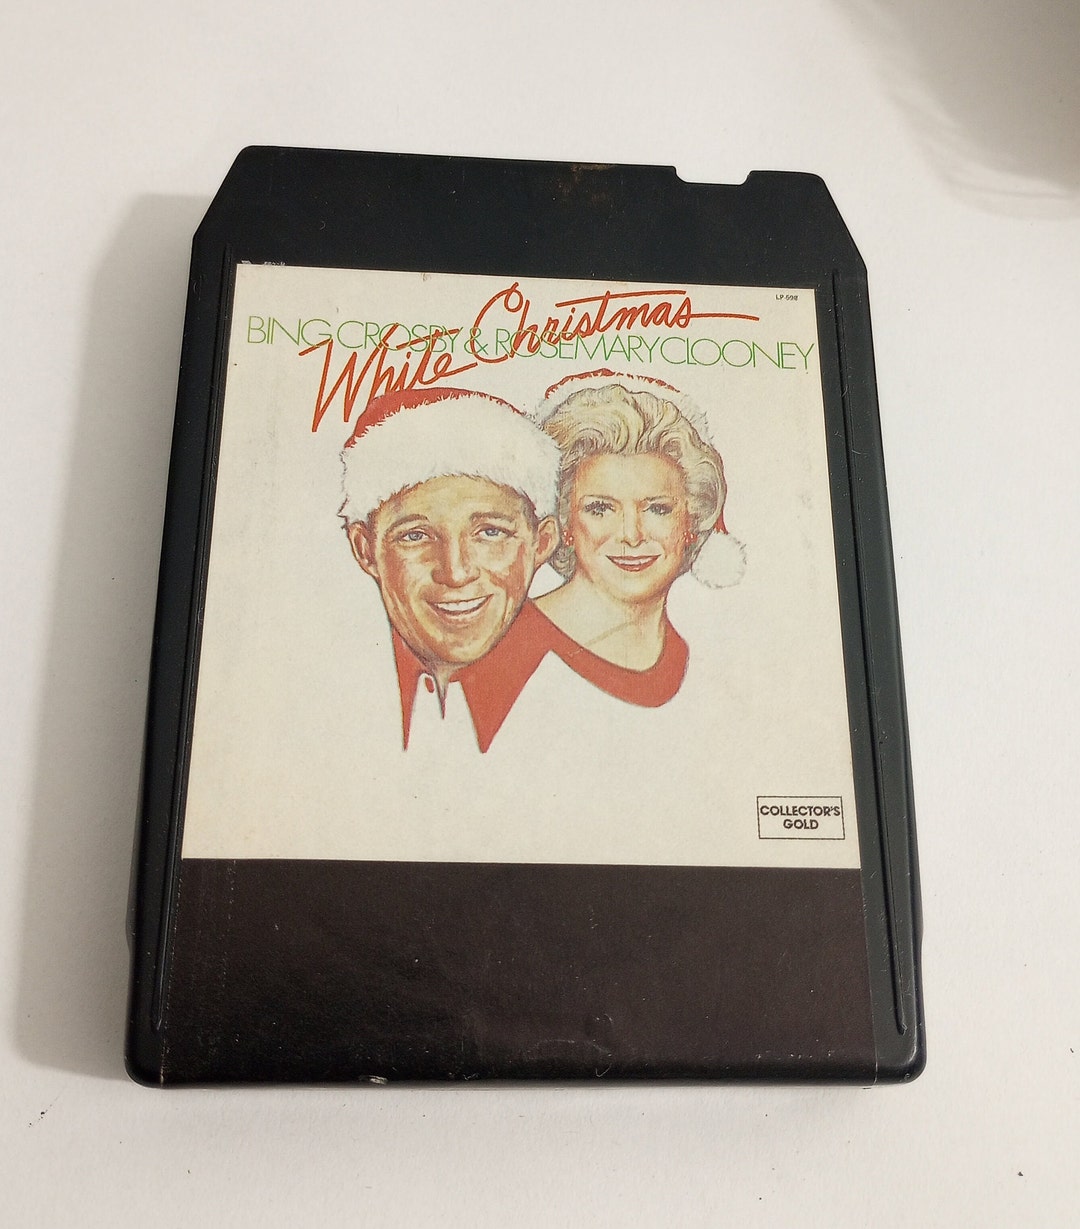 LP-598
White Christmas
BING CROSBY & ROSEMARY CLOONEY
COLLECTOR'S
GOLD